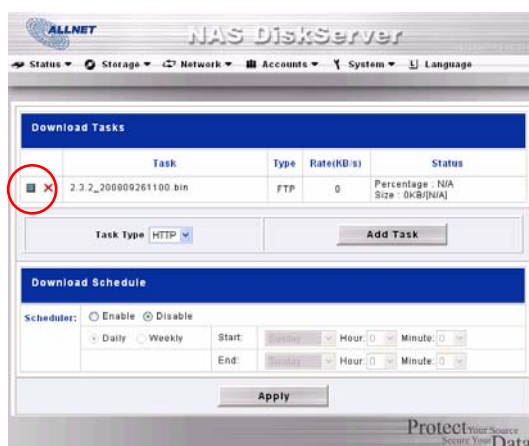 ALLNET
NAS DiskServer
Status Storage Network Accounts System Language
Download Tasks
Task Type Rate(KB/s) Status
2.3.2_200809261100.bin FTP 0 Percentage : N/A
Size : 0KB/[N/A]
Task Type HTTP Add Task
Download Schedule
Scheduler: Enable Disable
Daily Weekly Start: Sunday Hour: 0 Minute: 0
End: Sunday Hour: 0 Minute: 0
Apply
Protect Your Source
Secure Your Data